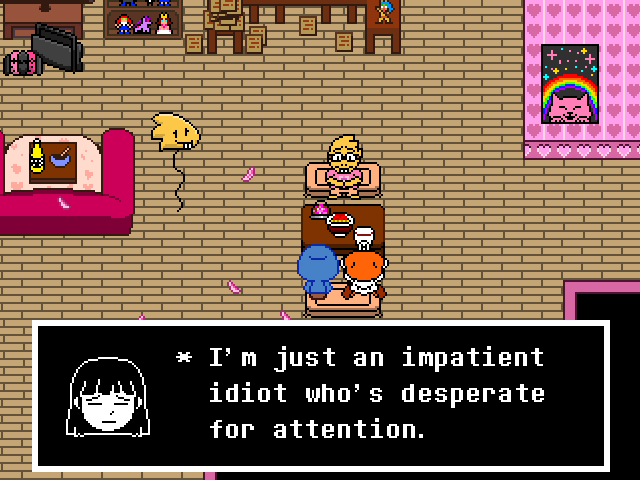 * I'm just an impatient
idiot who's desperate
for attention.